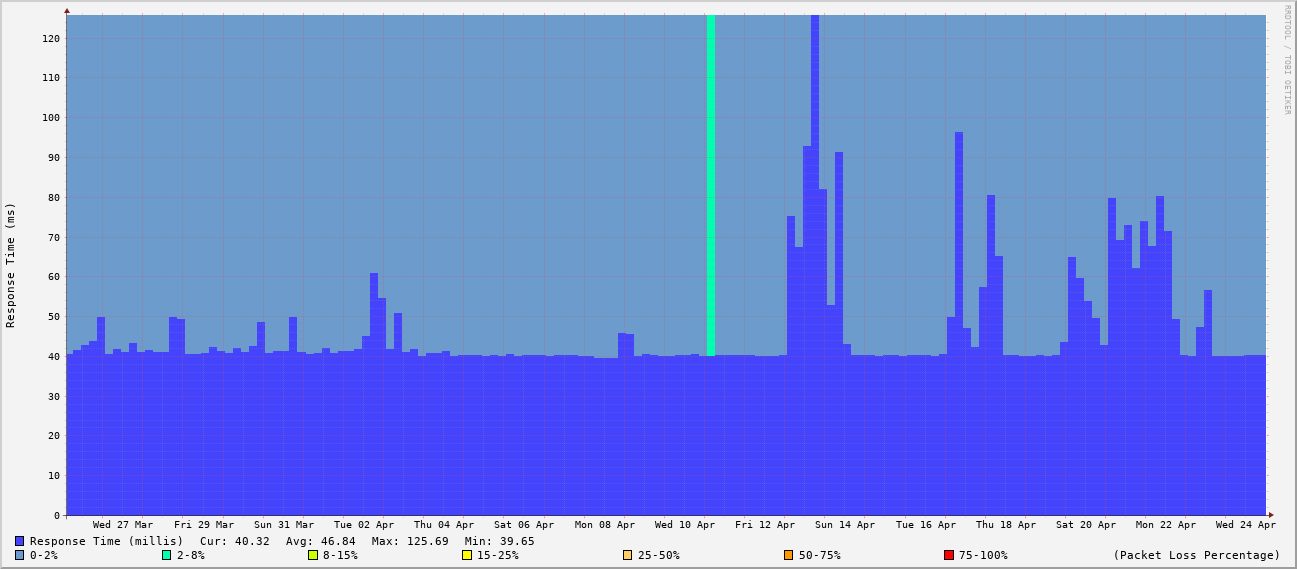 RRDTOOL / TOBI OETIKER
Response Time (ms)
120
110
100
90
80
70
60
50
40
30
20
10
0
Wed 27 Mar Fri 29 Mar Sun 31 Mar Tue 02 Apr Thu 04 Apr Sat 06 Apr Mon 08 Apr Wed 10 Apr Fri 12 Apr Sun 14 Apr Tue 16 Apr Thu 18 Apr Sat 20 Apr Mon 22 Apr Wed 24 Apr
Response Time (millis) Cur: 40.32 Avg: 46.84 Max: 125.69 Min: 39.65
0-2% 2-8% 8-15% 15-25% 25-50% 50-75% 75-100% (Packet Loss Percentage)